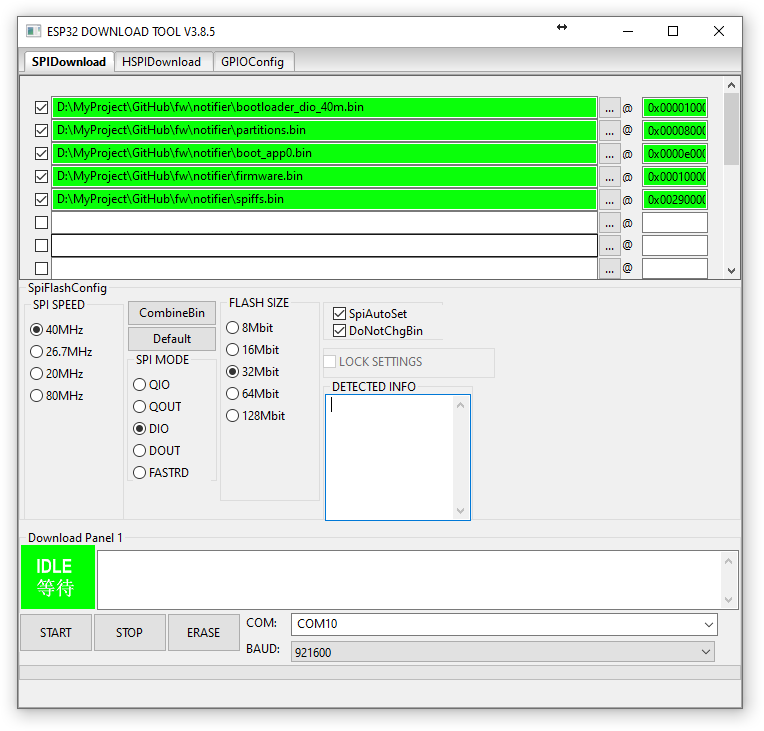 ESP32 DOWNLOAD TOOL V3.8.5
SPIDownload HSPIDownload GPIOConfig
D:\MyProject\GitHub\fw\notifier\bootloader_dio_40m.bin ... @ 0x0000100
D:\MyProject\GitHub\fw\notifier\partitions.bin ... @ 0x0000800
D:\MyProject\GitHub\fw\notifier\boot_app0.bin ... @ 0x0000e00
D:\MyProject\GitHub\fw\notifier\firmware.bin ... @ 0x0001000
D:\MyProject\GitHub\fw\notifier\spiffs.bin ... @ 0x0029000
... @
... @
... @
SpiFlashConfig
SPI SPEED
40MHz
26.7MHz
20MHz
80MHz
CombineBin
Default
SPI MODE
QIO
QOUT
DIO
DOUT
FASTRD
FLASH SIZE
8Mbit
16Mbit
32Mbit
64Mbit
128Mbit
SpiAutoSet
DoNotChgBin
LOCK SETTINGS
DETECTED INFO
Download Panel 1
IDLE
等待
START STOP ERASE
COM: COM10
BAUD: 921600